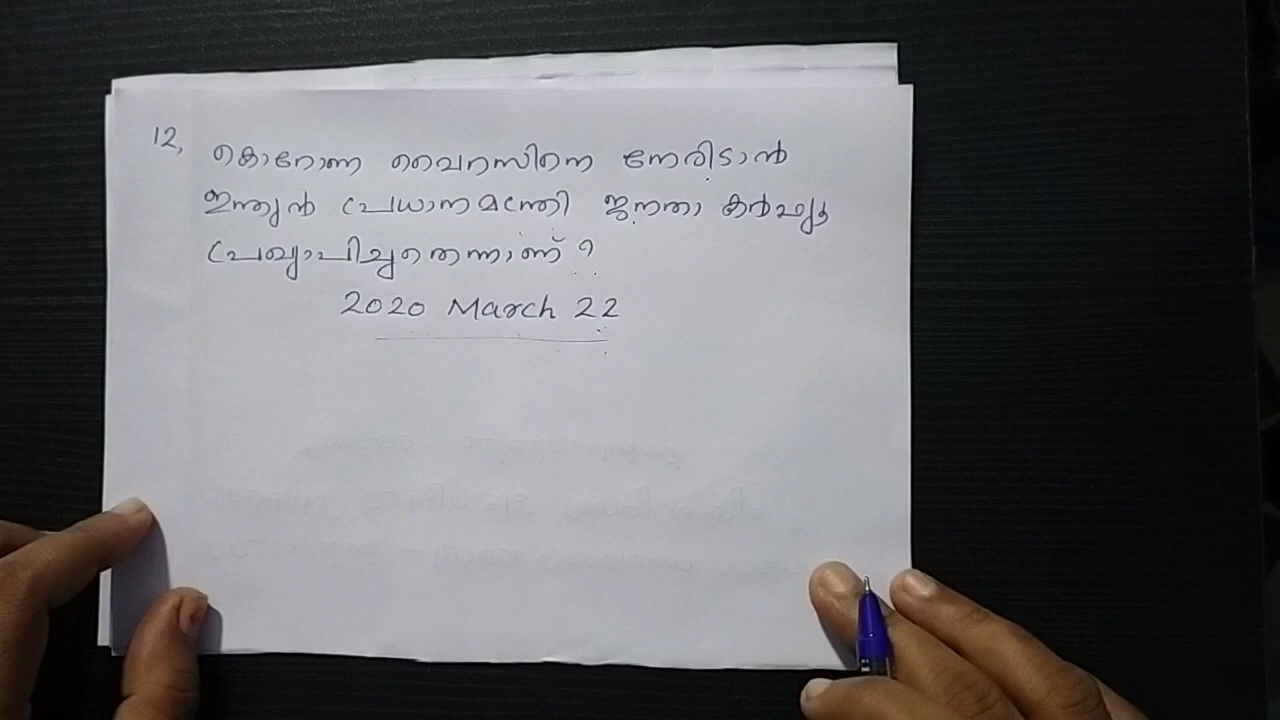 12, കൊറോണ വൈറസിനെ നേരിടാൻ
ഇന്ത്യൻ പ്രധാനമന്ത്രി ജനതാ കർഫ്യൂ
പ്രഖ്യാപിച്ചതെന്നാണ് ?
2020 March 22